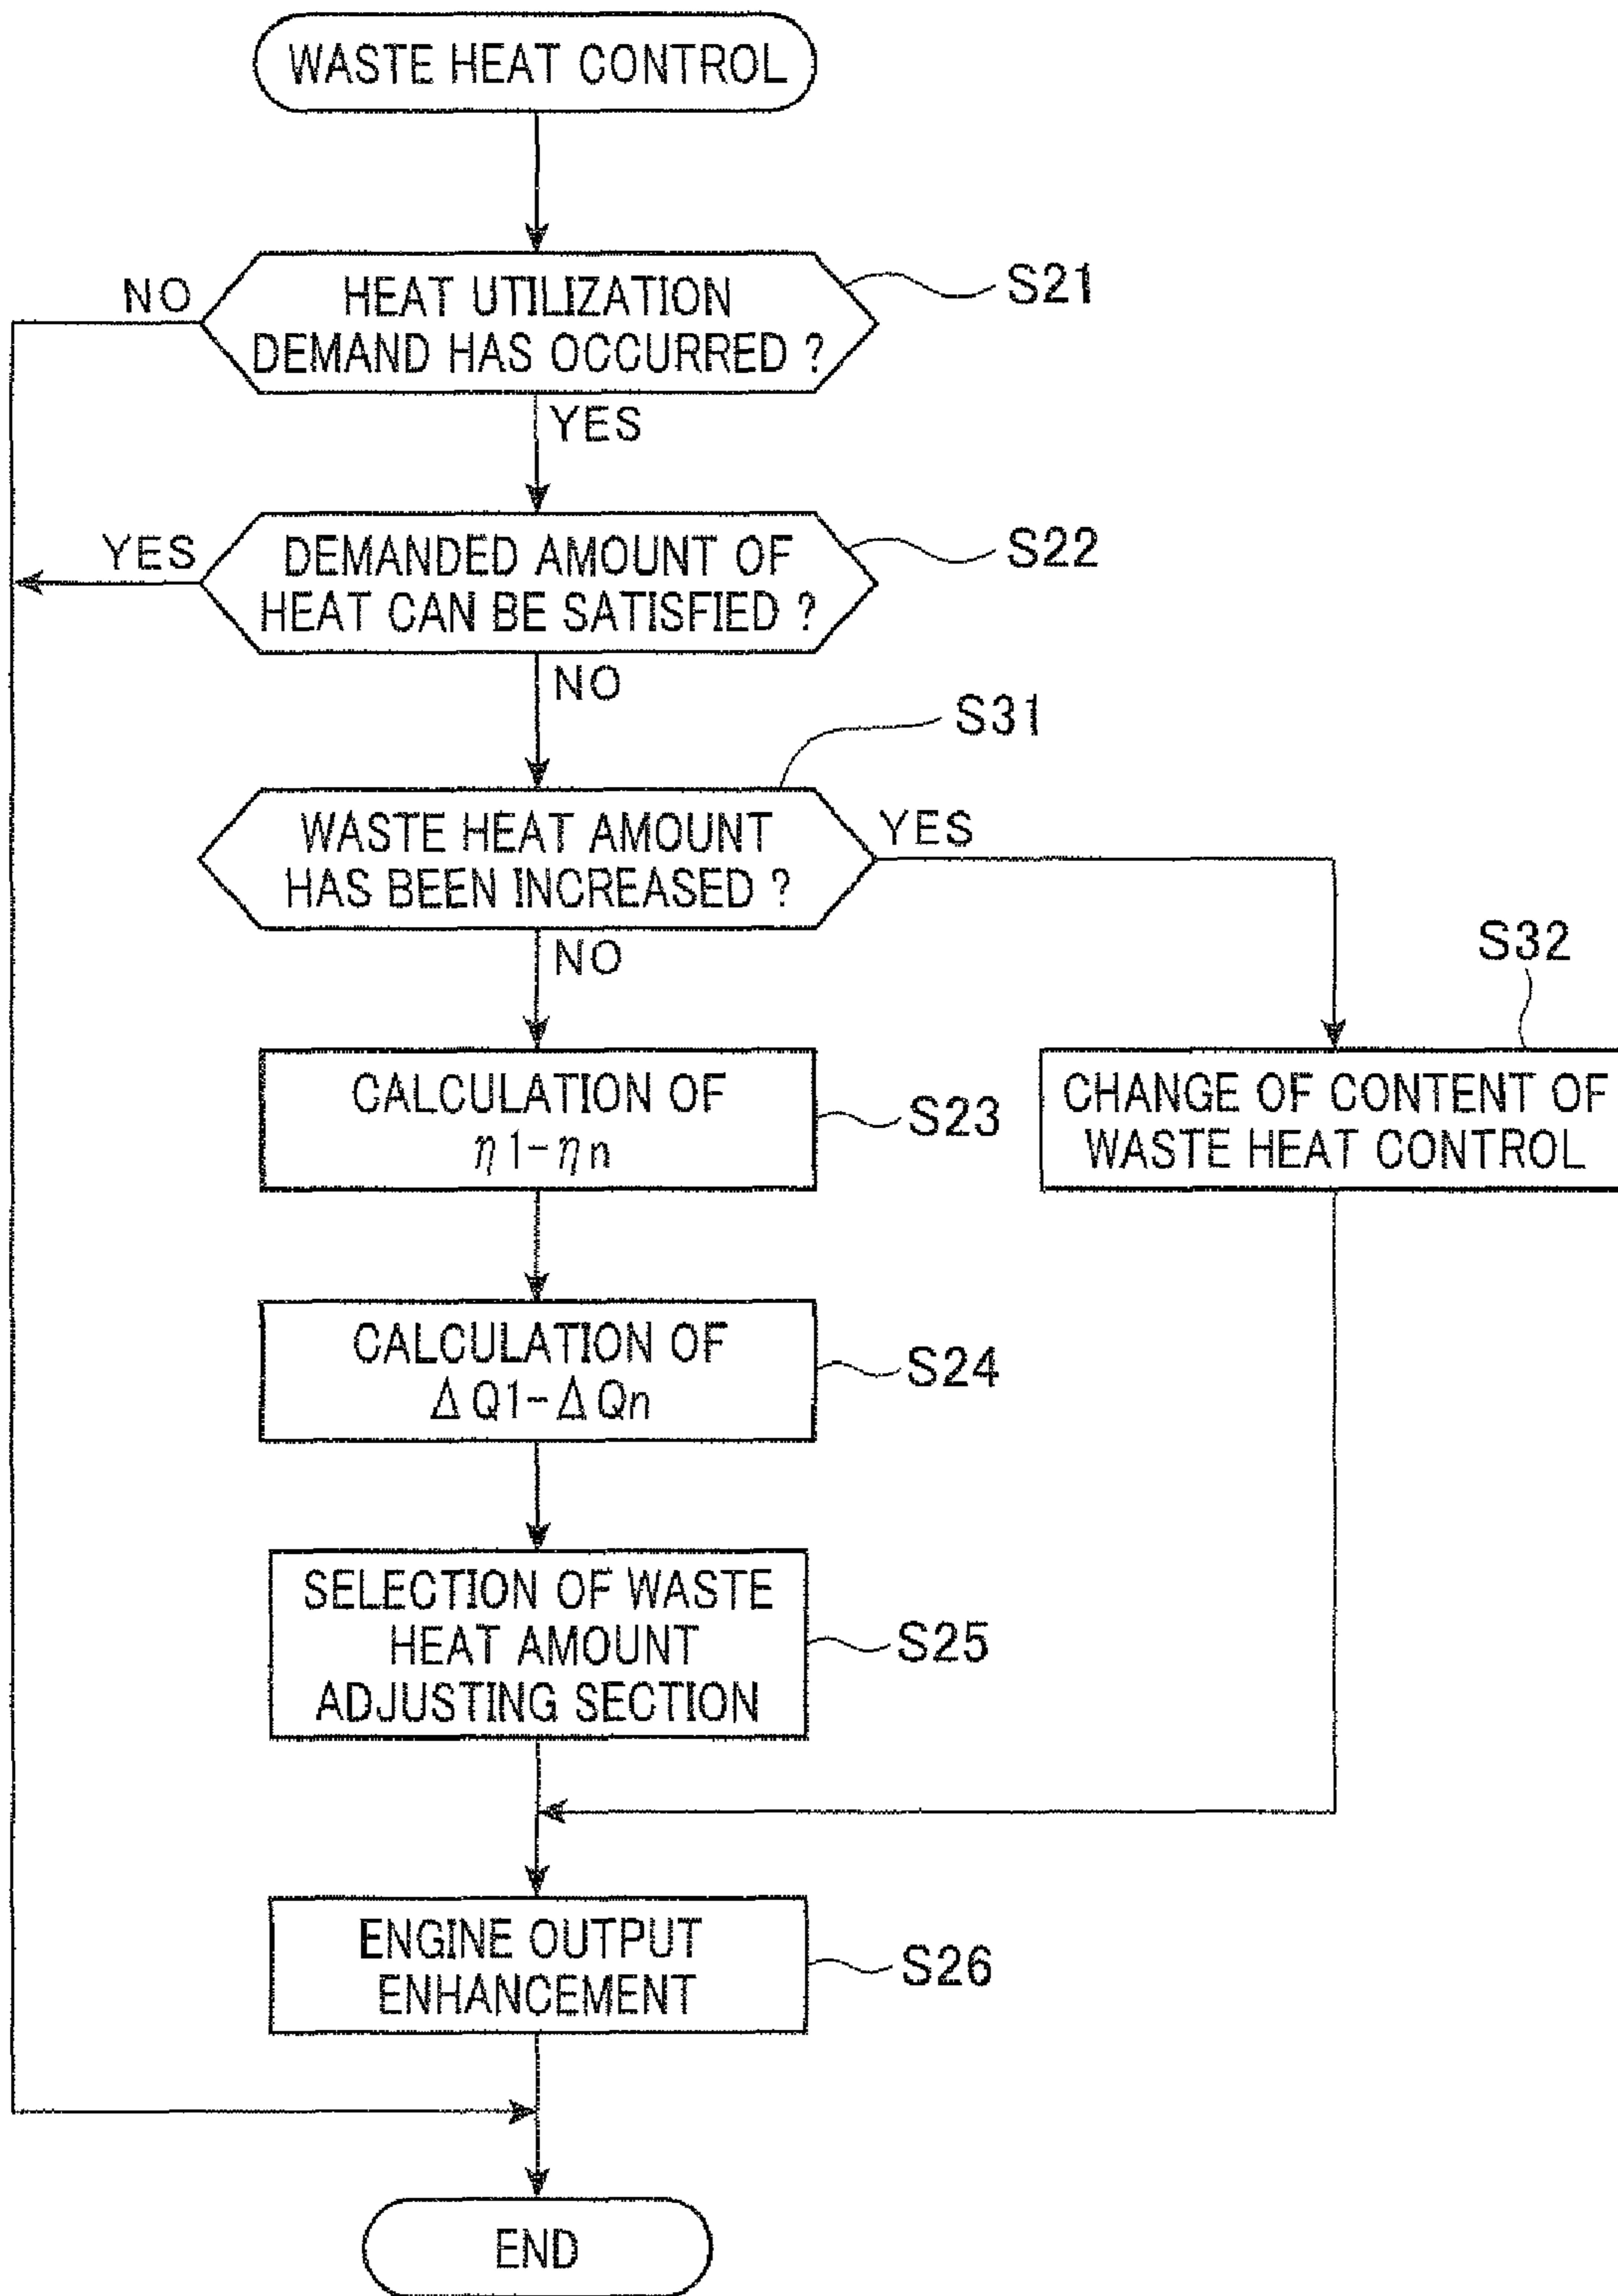 WASTE HEAT CONTROL
NO
HEAT UTILIZATION
DEMAND HAS OCCURRED ?
S21
YES
YES
DEMANDED AMOUNT OF
HEAT CAN BE SATISFIED ?
S22
NO
S31
WASTE HEAT AMOUNT
HAS BEEN INCREASED ?
YES
NO
S32
CALCULATION OF
η1-ηn
S23
CHANGE OF CONTENT OF
WASTE HEAT CONTROL
CALCULATION OF
ΔQ1-ΔQn
S24
SELECTION OF WASTE
HEAT AMOUNT
ADJUSTING SECTION
S25
ENGINE OUTPUT
ENHANCEMENT
S26
END